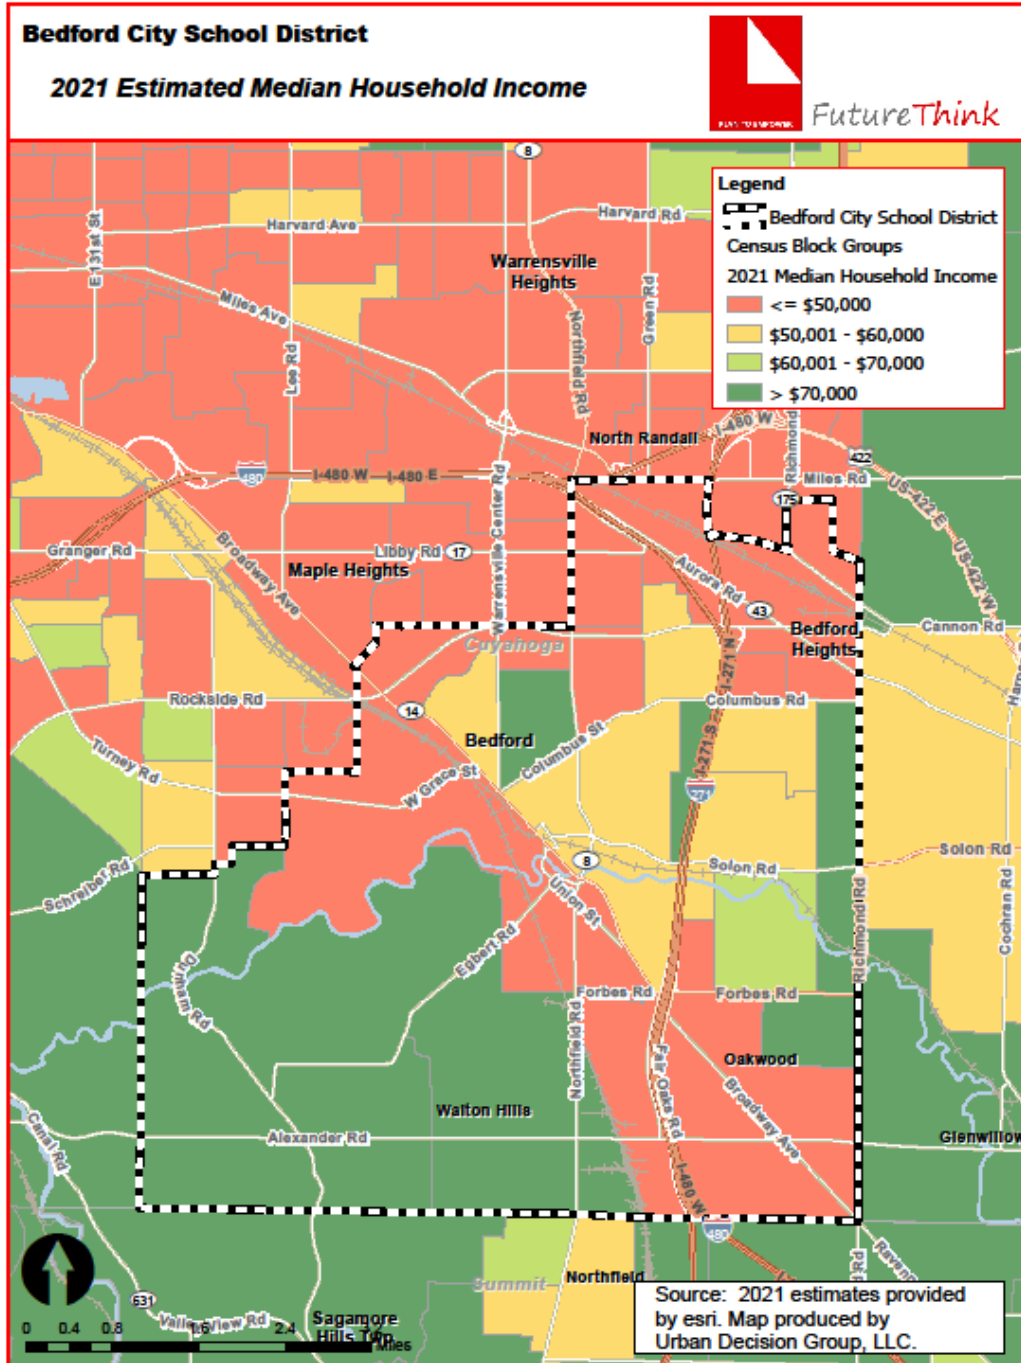 Bedford City School District
2021 Estimated Median Household Income
PLAN TO EMPOWER
FutureThink
Legend
Bedford City School District
Census Block Groups
2021 Median Household Income
<= $50,000
$50,001 - $60,000
$60,001 - $70,000
> $70,000
8
E 131st St
Harvard Ave
Harvard Rd
Warrensville
Heights
Miles Ave
Lee Rd
Northfield Rd
Green Rd
North Randall
I-480 W
Richmond
422
480
I-480 W
I-480 E
Warrensville Center Rd
Miles Rd
175
US-422 E
US-422 W
Granger Rd
Broadway Ave
Libby Rd
17
Maple Heights
Aurora Rd
43
Bedford
Heights
Cannon Rd
Cuyahoga
I-271 N
Rockside Rd
14
Columbus Rd
Bedford
Columbus St
I-271 S
Turney Rd
W Grace St
271
8
Solon Rd
Solon Rd
Schreiber Rd
Union St
Richmond Rd
Cochran Rd
Egbert Rd
Dunham Rd
Forbes Rd
Forbes Rd
Northfield Rd
Fair Oaks Rd
Oakwood
Broadway Ave
Walton Hills
Canal Rd
Alexander Rd
Glenwillow
I-480 W
480
Summit
Northfield
631
Valley View Rd
Sagamore
Hills Twp
0 0.4 0.8 1.6 2.4
Miles
Source: 2021 estimates provided
by esri. Map produced by
Urban Decision Group, LLC.